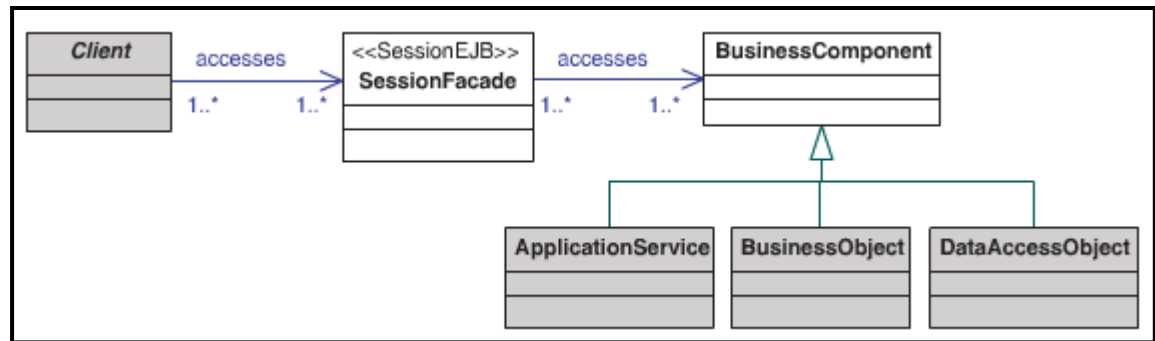 Client
accesses
1..*
1..*
<<SessionEJB>>
SessionFacade
accesses
1..*
1..*
BusinessComponent
ApplicationService
BusinessObject
DataAccessObject